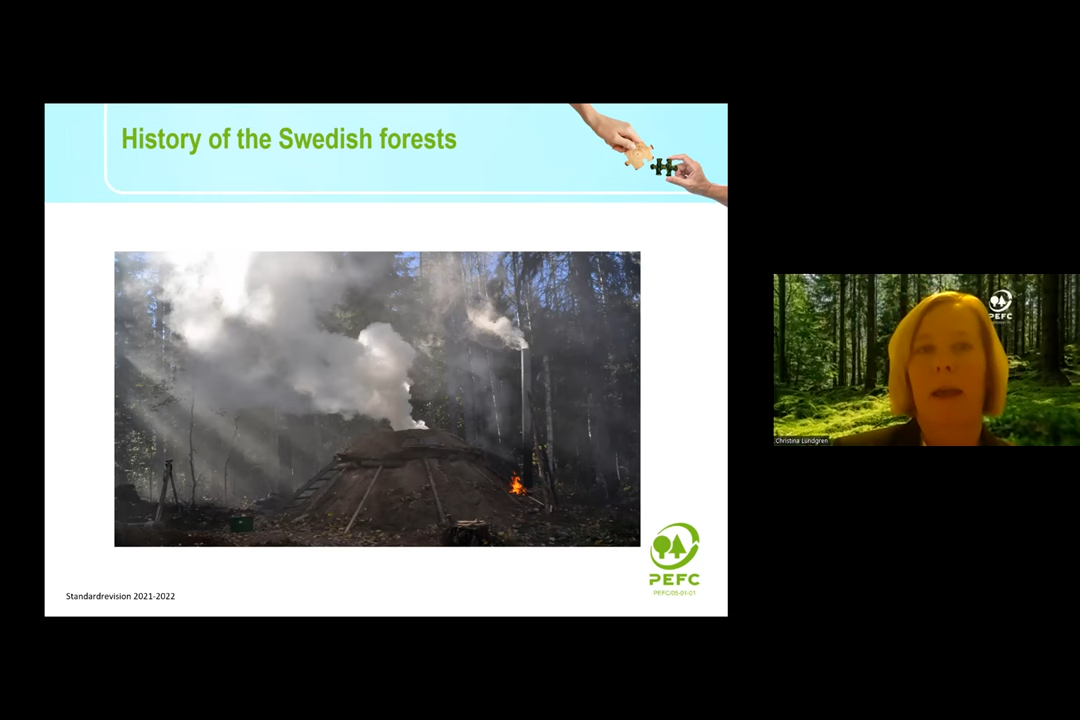 History of the Swedish forests
PEFC
PEFC/05-01-01
Standardrevision 2021-2022
PEFC
Christina Lundgren